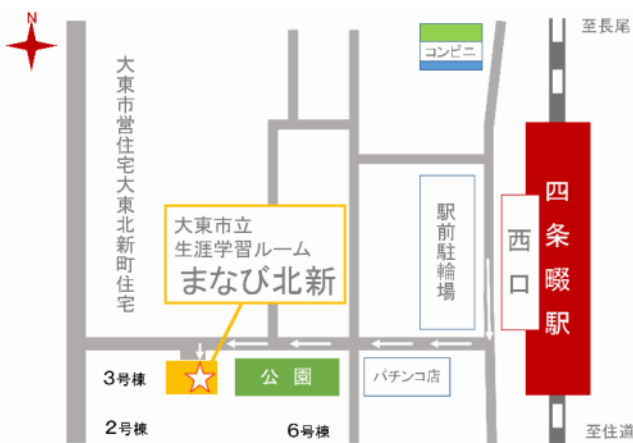 N
至長尾
コンビニ
大東市営住宅大東北新町住宅
四条畷駅
西口
駅前駐輪場
大東市立
生涯学習ルーム
まなび北新
3号棟
公園
パチンコ店
2号棟
6号棟
至住道